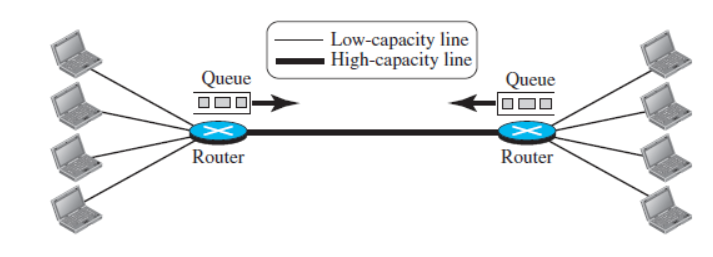 Low-capacity line
High-capacity line
Queue
Queue
Router
Router